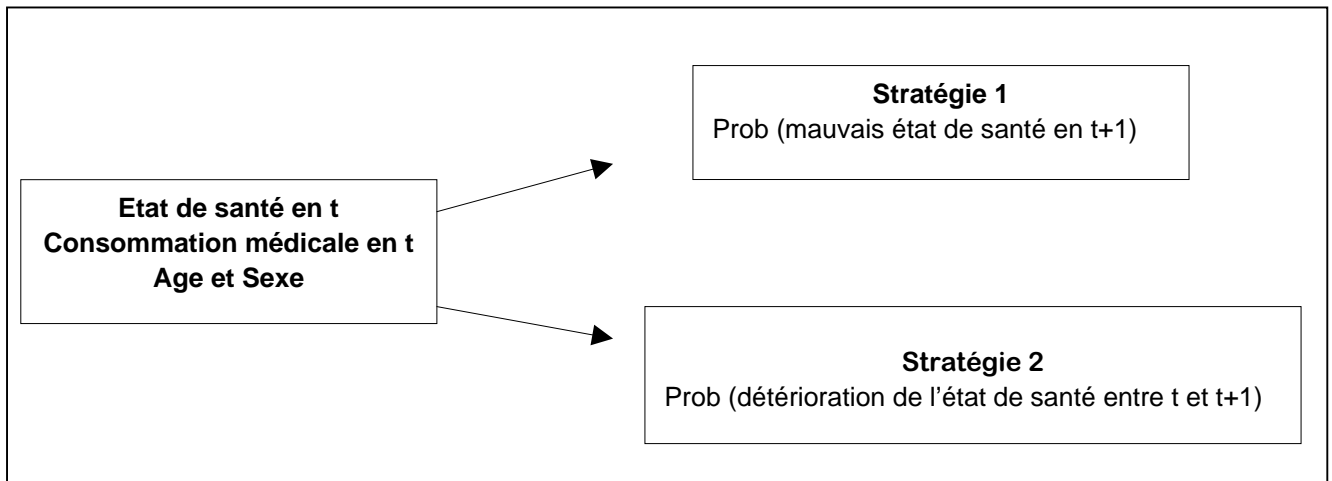 Stratégie 1
Prob (mauvais état de santé en t+1)
Etat de santé en t
Consommation médicale en t
Age et Sexe
Stratégie 2
Prob (détérioration de l'état de santé entre t et t+1)